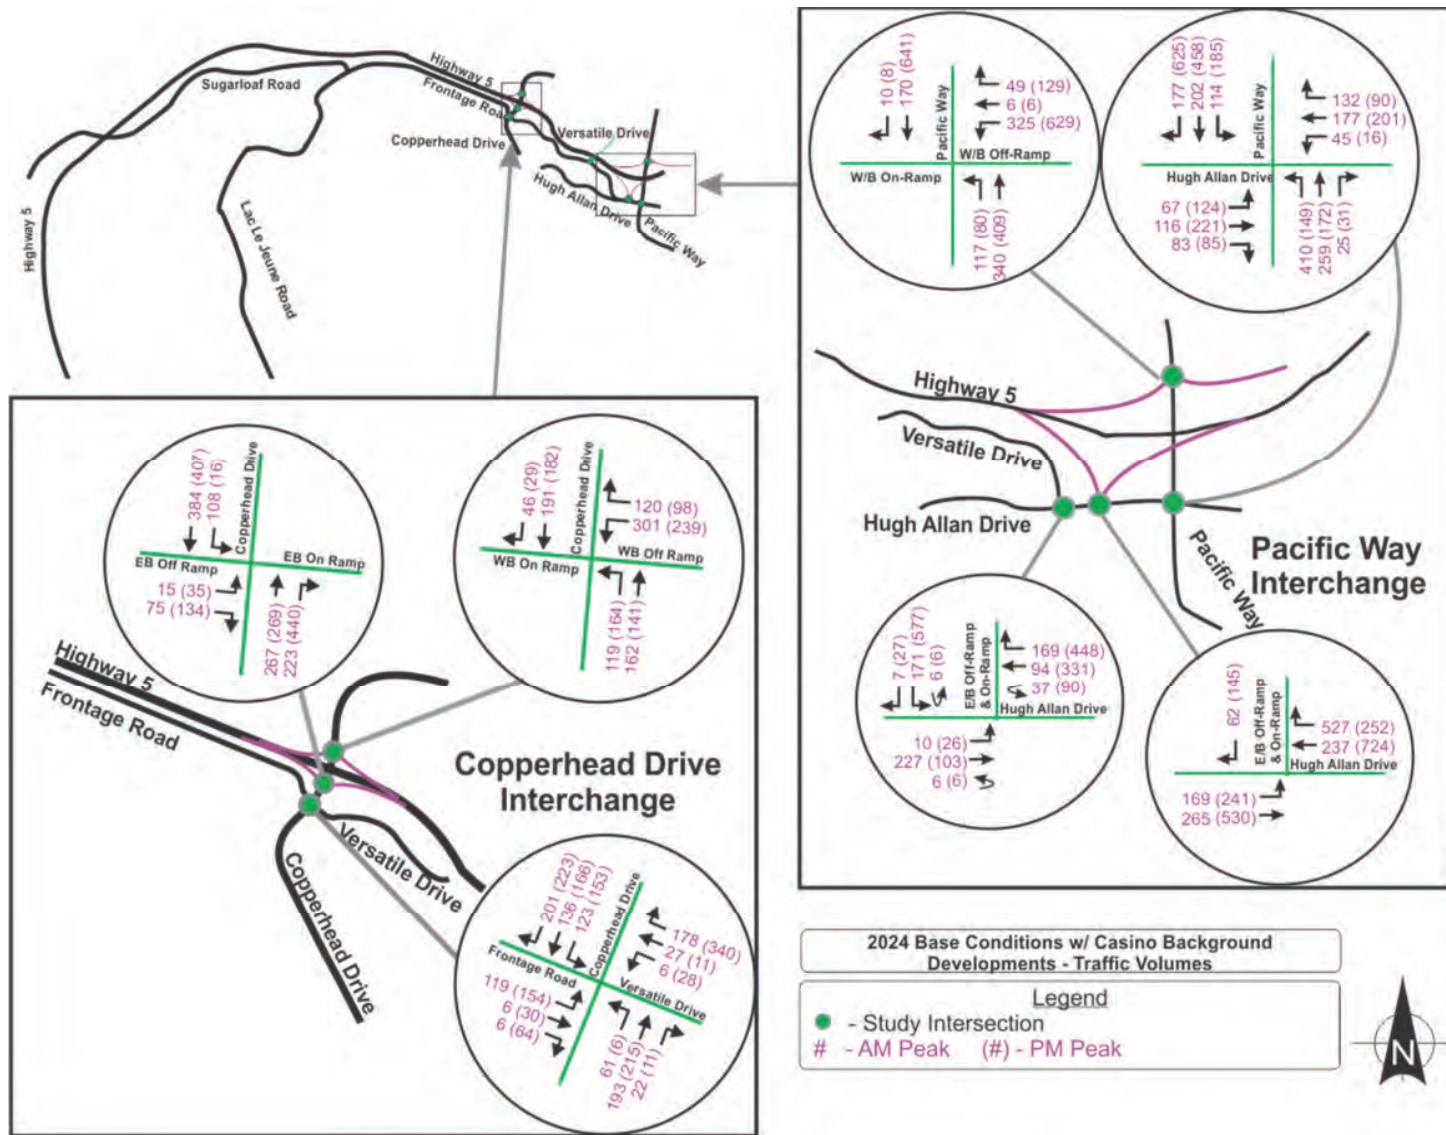 Highway 5
Frontage Road
Sugarloaf Road
Copperhead Drive
Versatile Drive
Hugh Allan Drive
Pacific Way
Highway 5
Lac Le Jeune Road
10 (8)
170 (641)
Pacific Way
49 (129)
6 (6)
325 (629)
W/B Off-Ramp
W/B On-Ramp
117 (80)
340 (409)
177 (625)
202 (458)
114 (185)
Pacific Way
132 (90)
177 (201)
45 (16)
Hugh Allan Drive
67 (124)
116 (221)
83 (85)
410 (149)
259 (172)
25 (31)
Highway 5
Versatile Drive
Hugh Allan Drive
Pacific Way
Pacific Way
Interchange
7 (27)
171 (577)
6 (6)
E/B Off-Ramp
& On-Ramp
169 (448)
94 (331)
37 (90)
Hugh Allan Drive
10 (26)
227 (103)
6 (6)
62 (145)
E/B Off-Ramp
& On-Ramp
527 (252)
237 (724)
Hugh Allan Drive
169 (241)
265 (530)
384 (407
108 (16
Copperhead Drive
EB Off Ramp
EB On Ramp
15 (35)
75 (134)
267 (269)
223 (440)
46 (29)
191 (182)
Copperhead Drive
120 (98)
301 (239)
WB Off Ramp
WB On Ramp
119 (164)
162 (141)
Highway 5
Frontage Road
Copperhead Drive
Interchange
Versatile Drive
Copperhead Drive
201 (223)
136 (166)
123 (153)
Copperhead Drive
178 (340)
27 (11)
6 (28)
Frontage Road
Versatile Drive
119 (154)
6 (30)
6 (64)
61 (6)
193 (215)
22 (11)
2024 Base Conditions w/ Casino Background
Developments - Traffic Volumes
Legend
- Study Intersection
# - AM Peak (#) - PM Peak
N